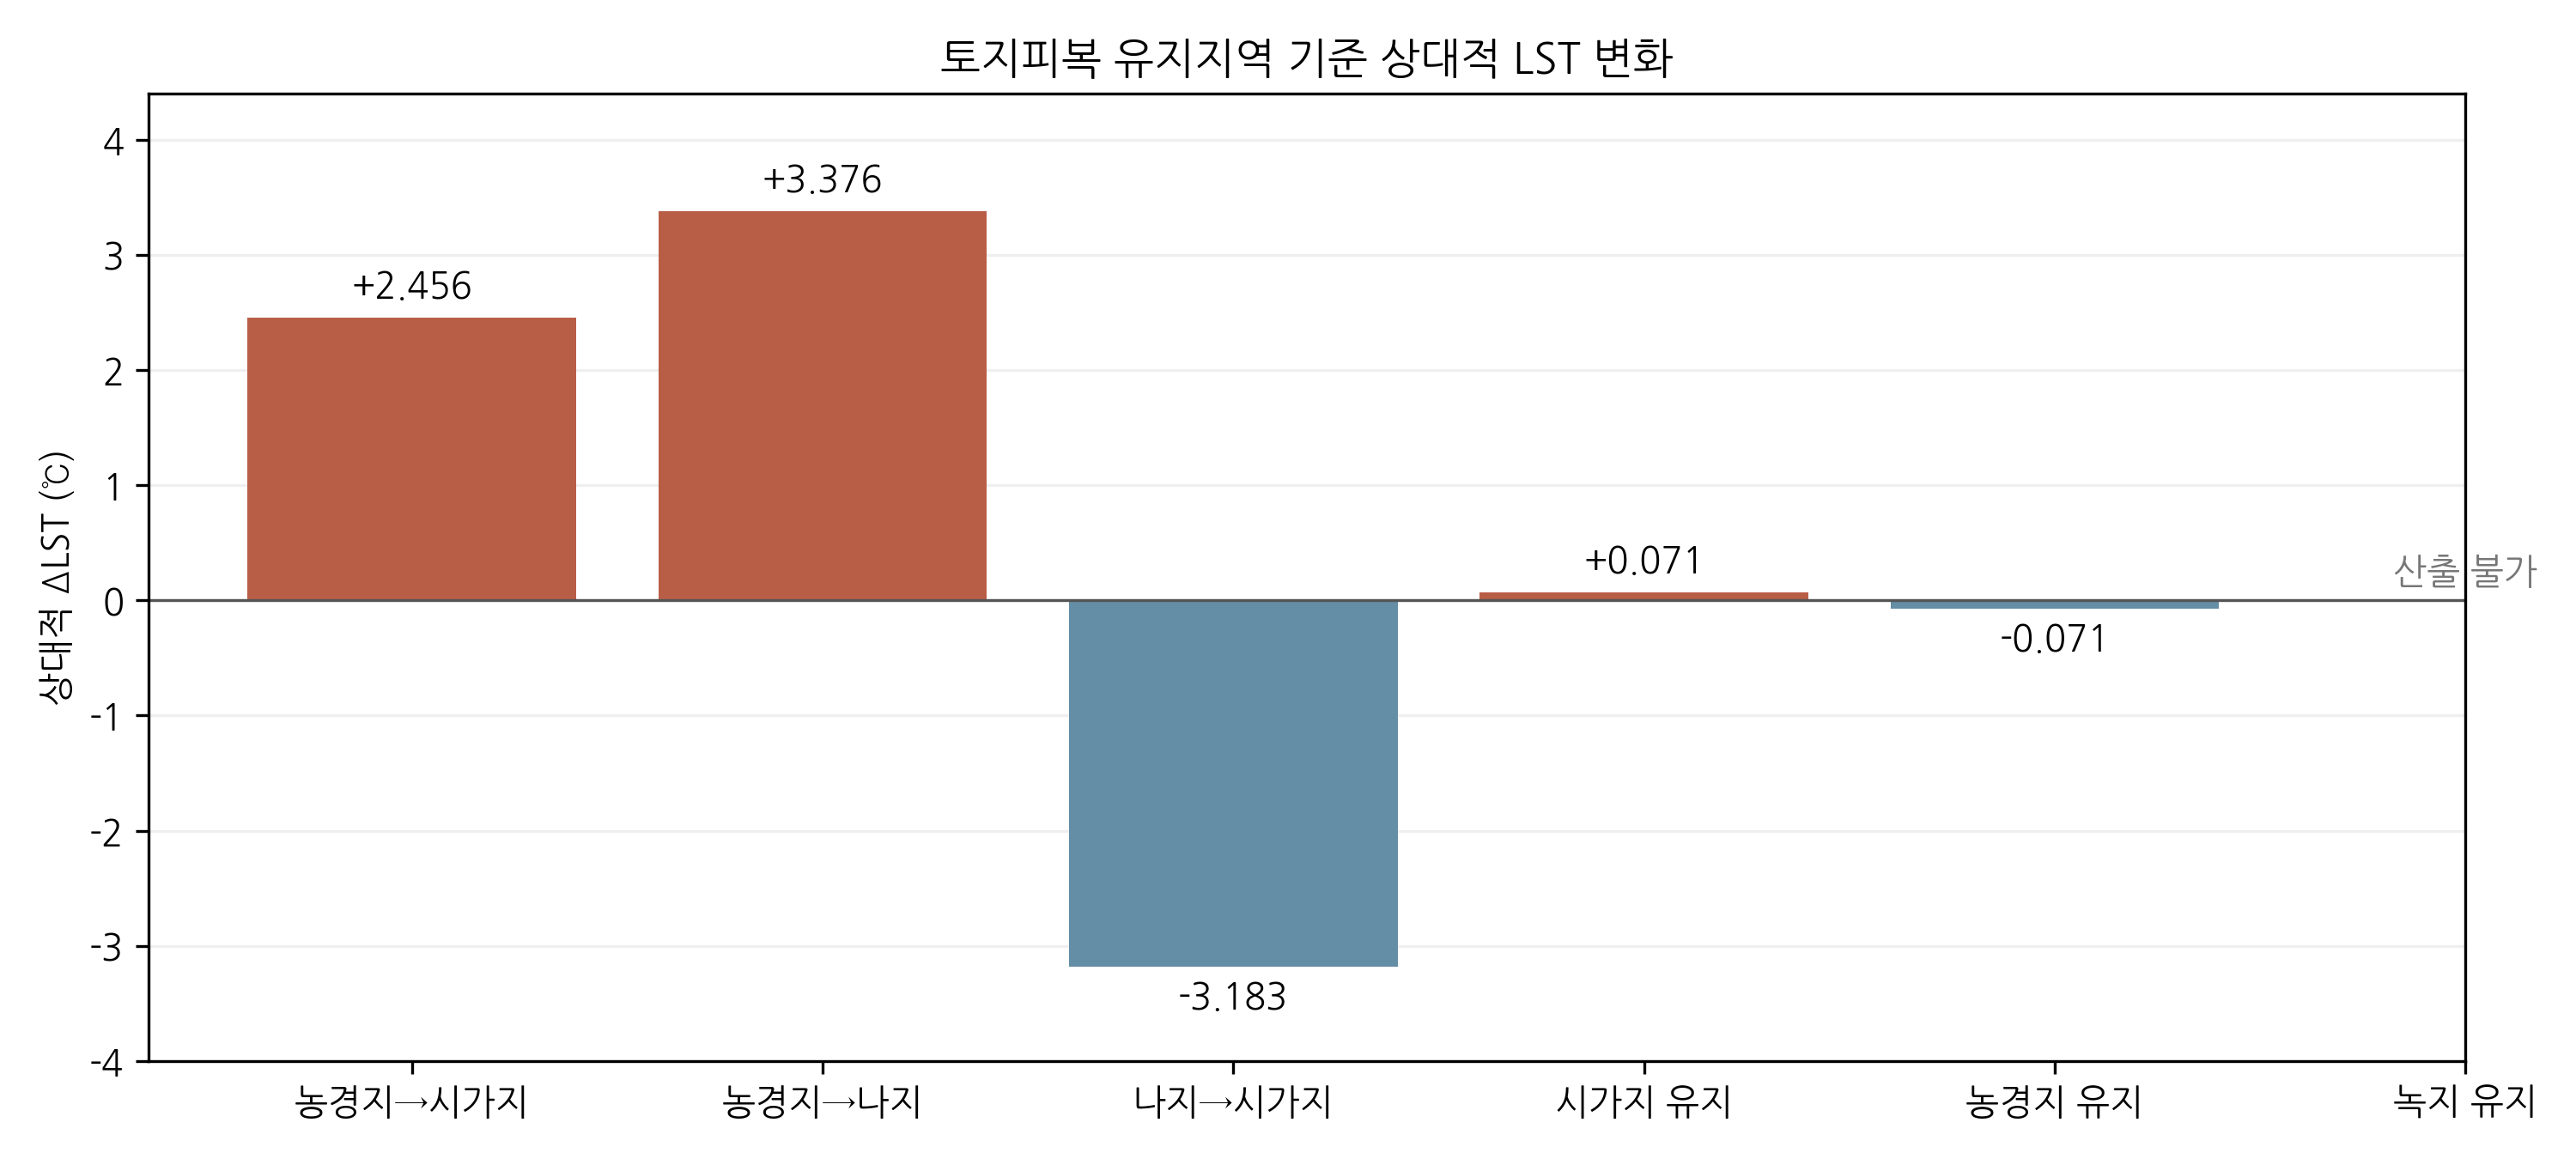 토지피복 유지지역 기준 상대적 LST 변화
상대적 ΔLST (℃)
4
3
2
1
0
-1
-2
-3
-4
+2.456
+3.376
-3.183
+0.071
-0.071
산출 불가
농경지→시가지
농경지→나지
나지→시가지
시가지 유지
농경지 유지
녹지 유지